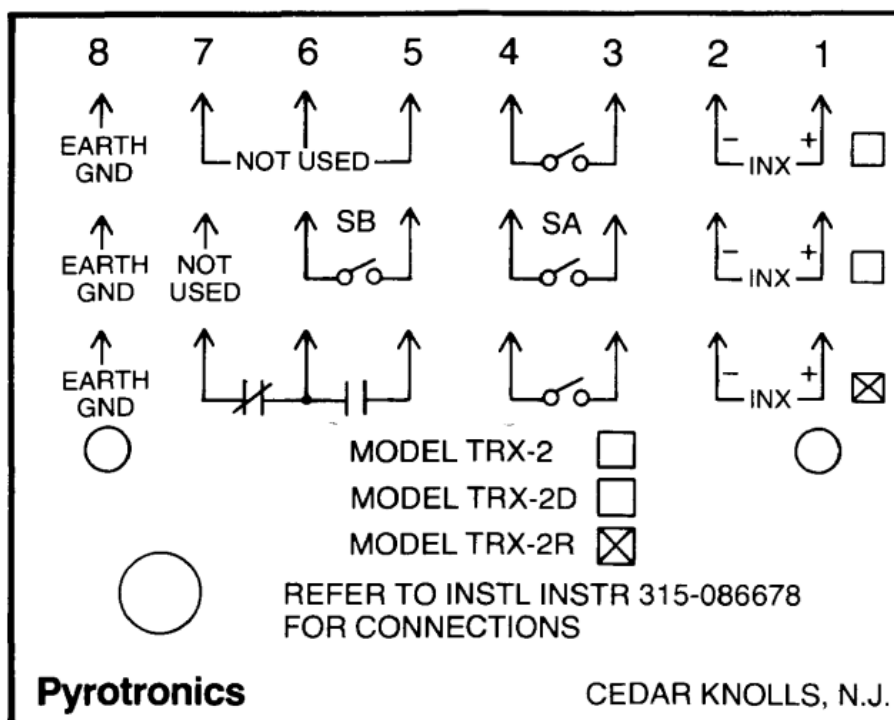 8 7 6 5 4 3 2 1
EARTH
GND
NOT USED
- INX +
EARTH
GND
NOT
USED
SB
SA
- INX +
EARTH
GND
- INX +
MODEL TRX-2
MODEL TRX-2D
MODEL TRX-2R
REFER TO INSTL INSTR 315-086678
FOR CONNECTIONS
Pyrotronics
CEDAR KNOLLS, N.J.